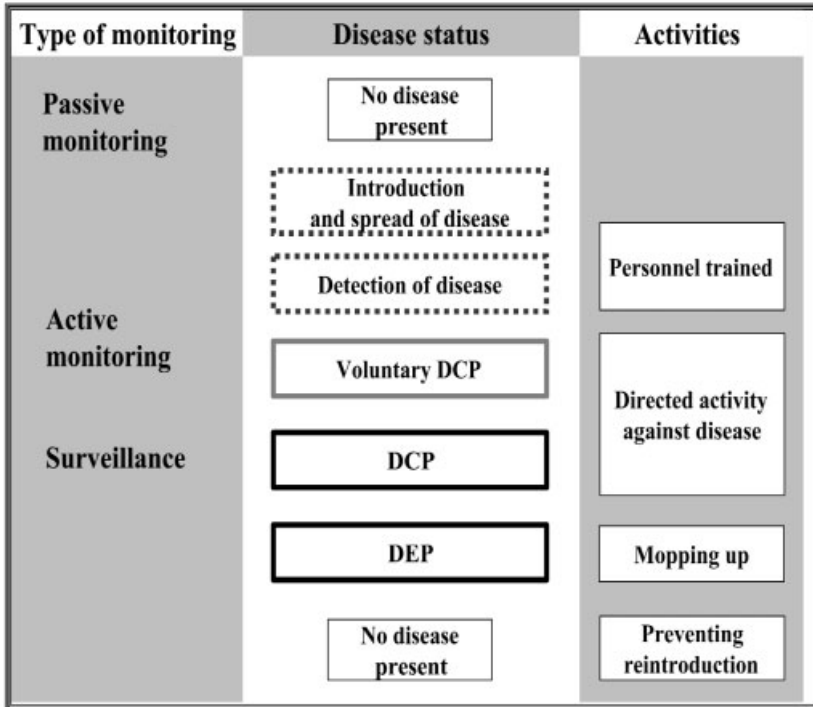 Type of monitoring
Disease status
Activities
Passive
monitoring
No disease
present
Introduction
and spread of disease
Personnel trained
Detection of disease
Active
monitoring
Voluntary DCP
Directed activity
against disease
Surveillance
DCP
DEP
Mopping up
No disease
present
Preventing
reintroduction